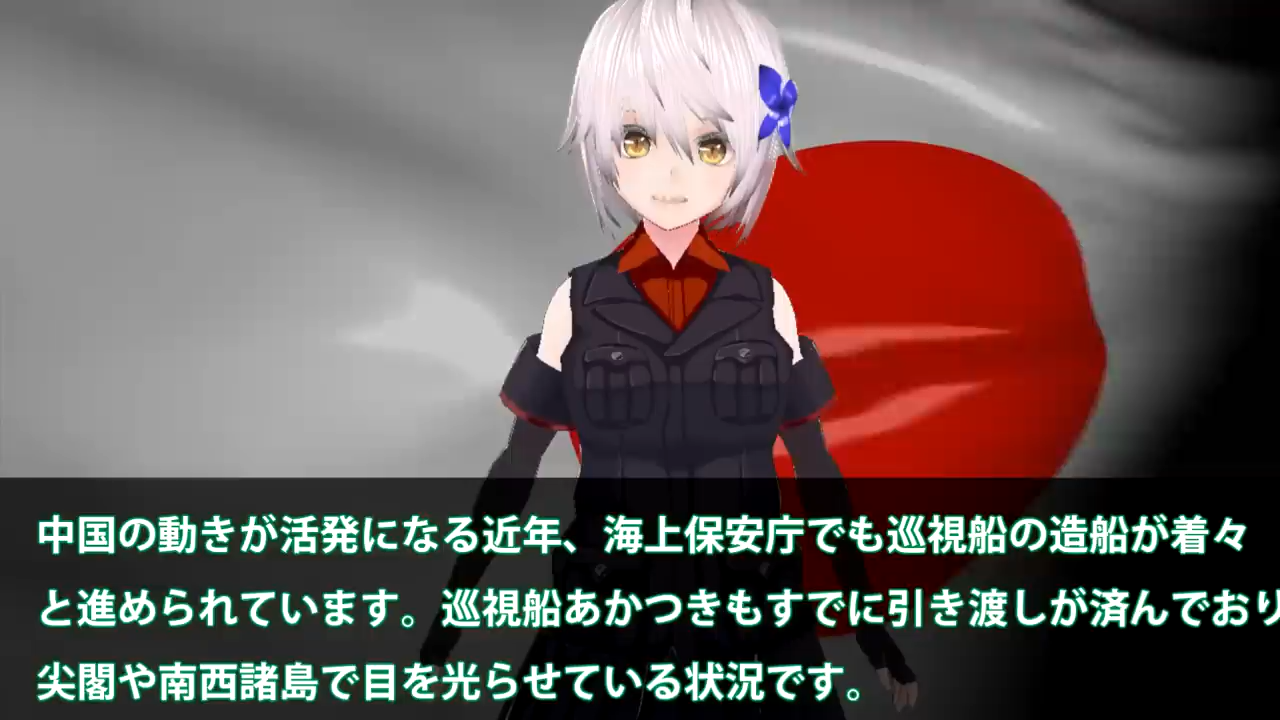 中国の動きが活発になる近年、海上保安庁でも巡視船の造船が着々
と進められています。巡視船あかつきもすでに引き渡しが済んでおり
尖閣や南西諸島で目を光らせている状況です。